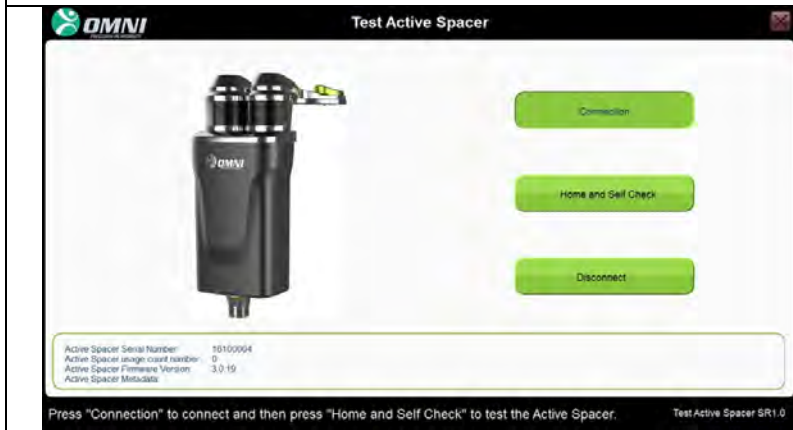 OMNI
Test Active Spacer
OMNI
Connection
Home and Self Check
Disconnect
Active Spacer Serial Number: 16100004
Active Spacer usage count number: 0
Active Spacer Firmware Version: 3.0.19
Active Spacer Metadata:
Press "Connection" to connect and then press "Home and Self Check" to test the Active Spacer.
Test Active Spacer SR1.0